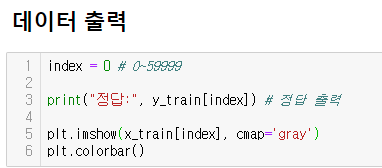 데이터 출력
1 index = 0 # 0~59999
2
3 print("정답:", y_train[index]) # 정답 출력
4
5 plt.imshow(x_train[index], cmap='gray')
6 plt.colorbar()